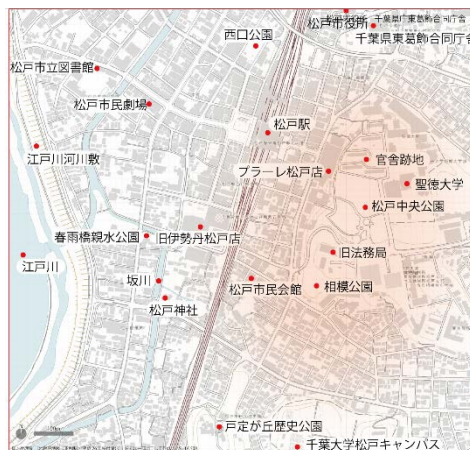 松戸市役所
千葉県東葛飾合同庁舎
西口公園
松戸市立図書館
松戸市民劇場
松戸駅
江戸川河川敷
官舎跡地
プラーレ松戸店
聖徳大学
松戸中央公園
春雨橋親水公園
旧伊勢丹松戸店
江戸川
旧法務局
坂川
松戸市民会館
相模公園
松戸神社
戸定が丘歴史公園
千葉大学松戸キャンパス